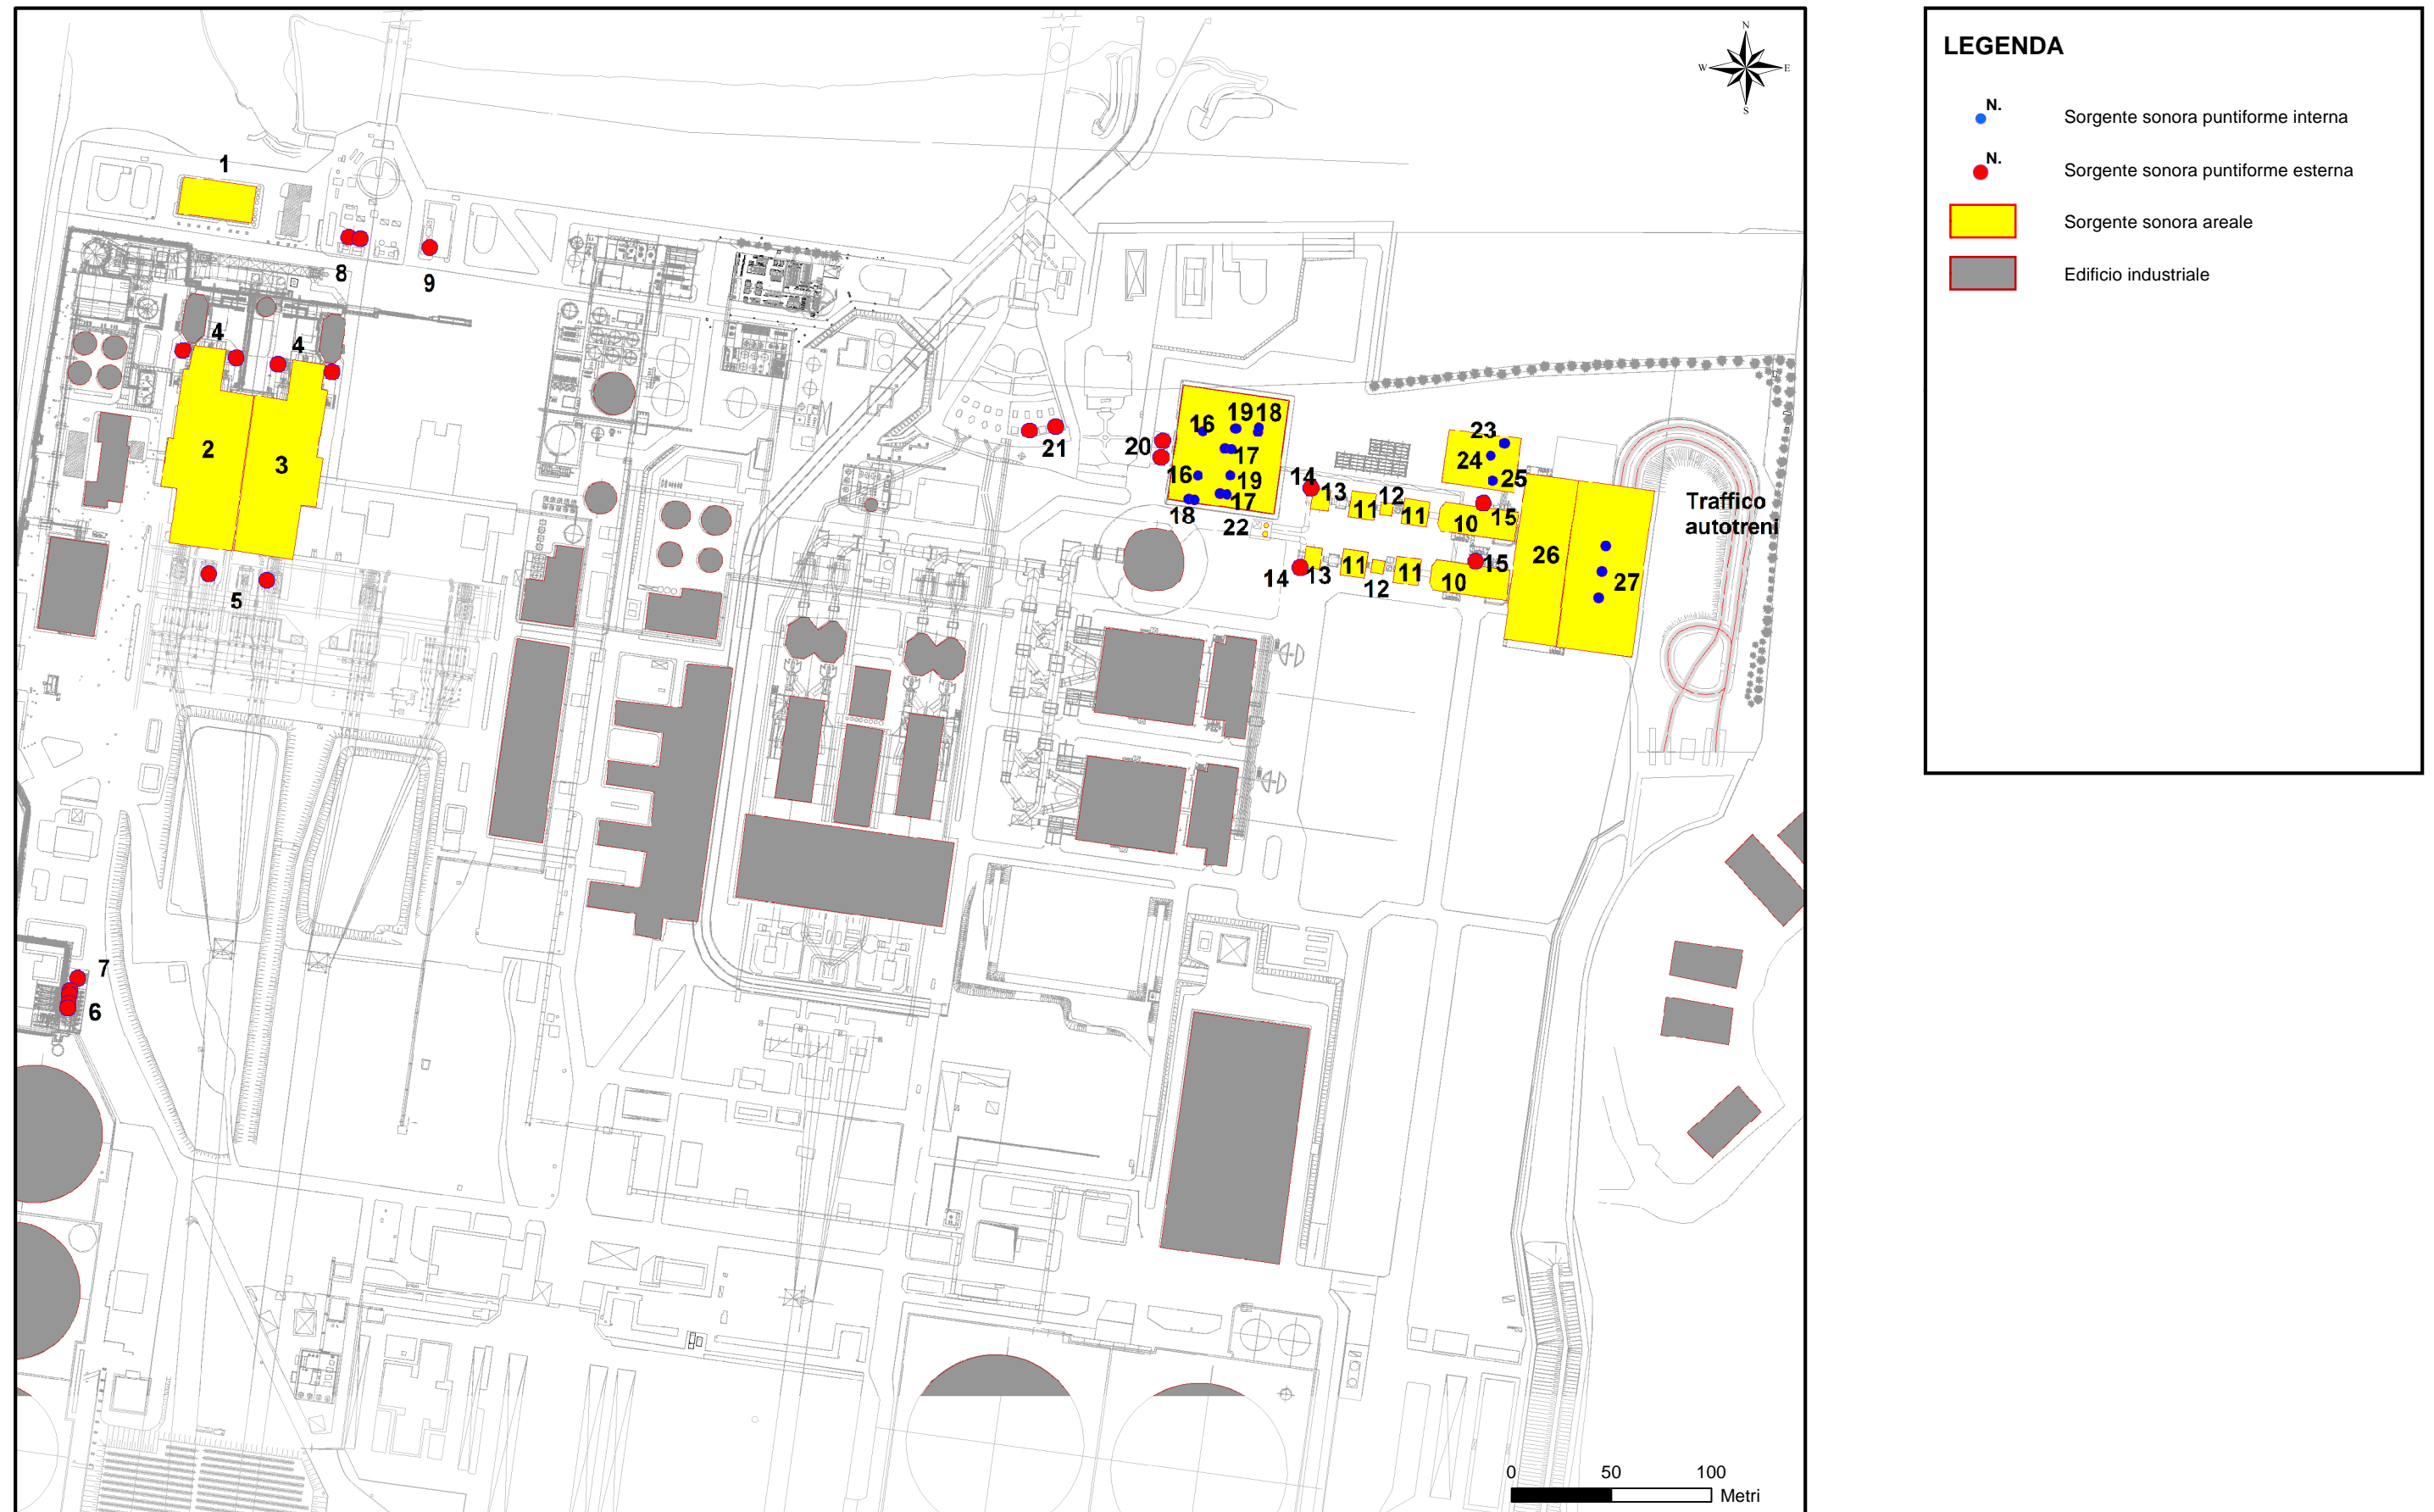 N
W E
S
1
8
9
4
4
2
3
5
7
6
21
20
16
19 18
17
16
19
17
18
22
14
13
12
11
11
10
15
14
13
11
12
11
10
15
23
24
25
26
27
Traffico
autotreni
0 50 100
Metri
LEGENDA
N.
Sorgente sonora puntiforme interna
N.
Sorgente sonora puntiforme esterna
Sorgente sonora areale
Edificio industriale